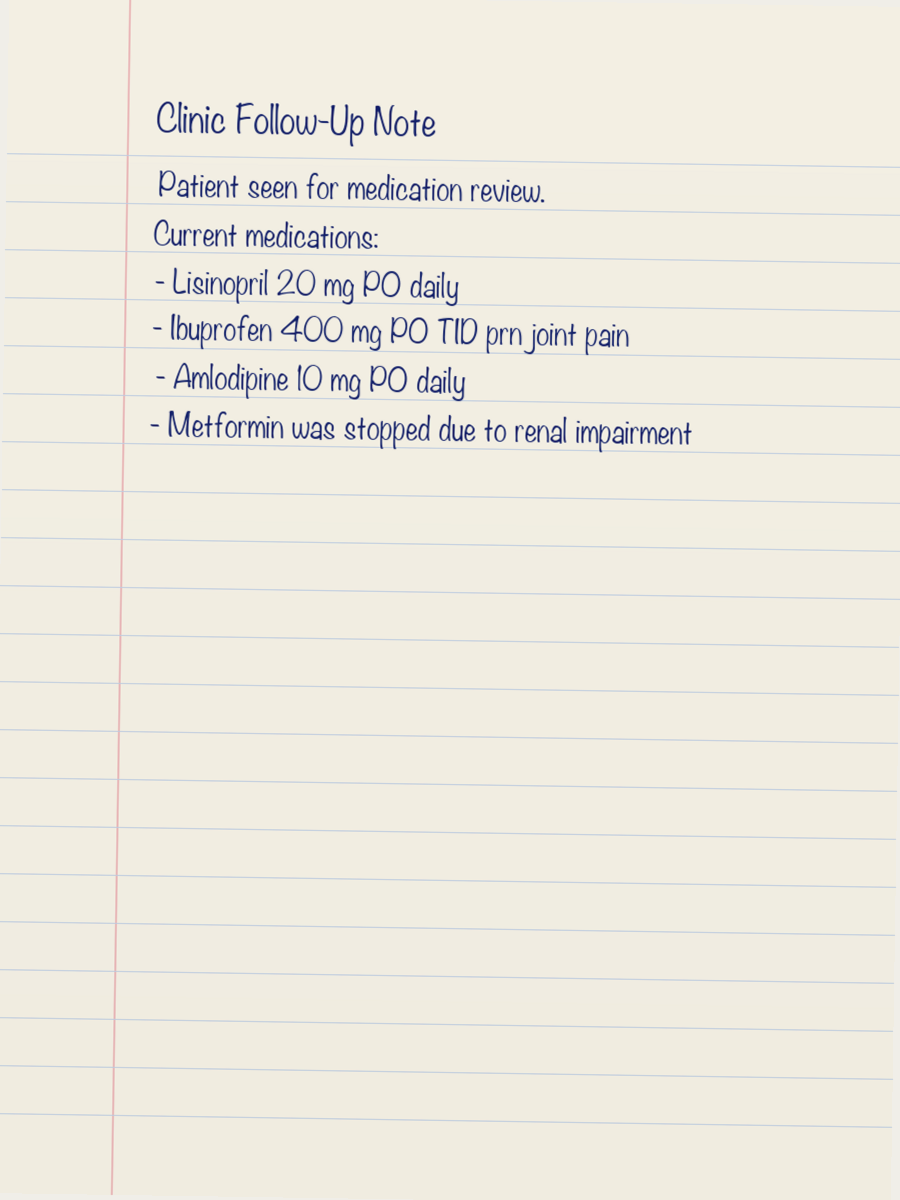 Clinic Follow-Up Note
Patient seen for medication review.
Current medications:
- Lisinopril 20 mg PO daily
- Ibuprofen 400 mg PO TID prn joint pain
- Amlodipine 10 mg PO daily
- Metformin was stopped due to renal impairment